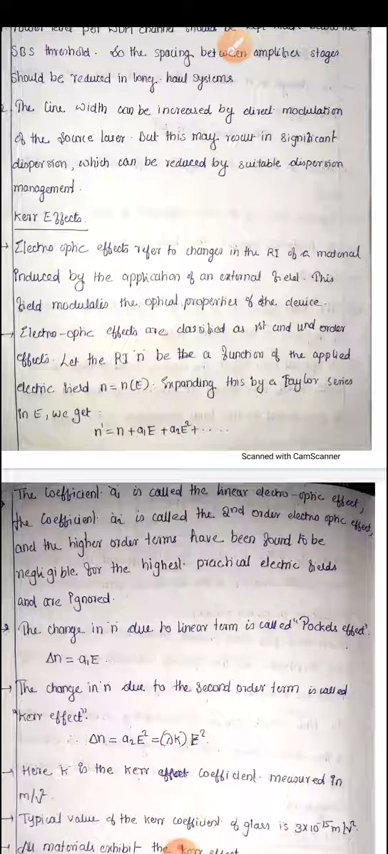 power level per WDM channel should be
SBS threshold. So the spacing between amplifier stages
should be reduced in long-haul systems.
The line width can be increased by direct modulation
of the source laser. But this may result in significant
dispersion, which can be reduced by suitable dispersion
management.
Kerr Effects:
→ Electro optic effects refer to changes in the RI of a material
induced by the application of an external field. This
field modulates the optical properties of the device.
→ Electro-optic effects are classified as 1st and 2nd order
effects. Let the RI 'n' be the a function of the applied
electric field n = n(E). Expanding this by a Taylor series
in E, we get:
n' = n + a₁E + a₂E² + ....
Scanned with CamScanner
The coefficient a₁ is called the linear electro-optic effect,
the coefficient a₂ is called the 2nd order electro optic effect,
and the higher order terms have been found to be
negligible for the highest practical electric fields
and are ignored.
The change in 'n' due to linear term is called "Pockels effect".
Δn = a₁E
→ The change in 'n' due to the second order term is called
"Kerr effect".
∴ Δn = a₂E² = (λK) E²
→ Here K is the Kerr coefficient measured in
m/v².
→ Typical value of the Kerr coefficient of glass is 3×10⁻¹⁵ m/v².
→ All materials exhibit the Kerr effect